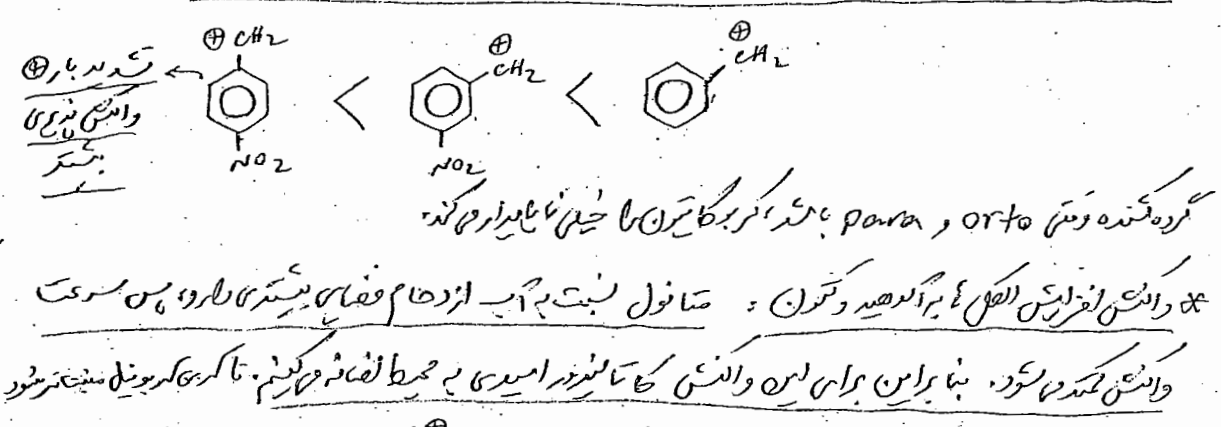 ⊕ CH2 < ⊕ CH2 < ⊕ CH2
تشدید بار ⊕
واکنش پذیری
بیشتر
NO2 NO2
گروه کشنده وقتی orto و para باشد، کربوکاتیون را خیلی ناپایدار می‌کند.
* واکنش افزایش الکل ها به آلدهید و کتون : متانول نسبت به آب ازدحام فضایی بیشتری دارد، پس سرعت
واکنش کمتر می شود. بنابراین برای این واکنش کاتالیزور اسیدی به محیط اضافه می کنیم. تا کربن کربونیل مثبت تر شود
⊕